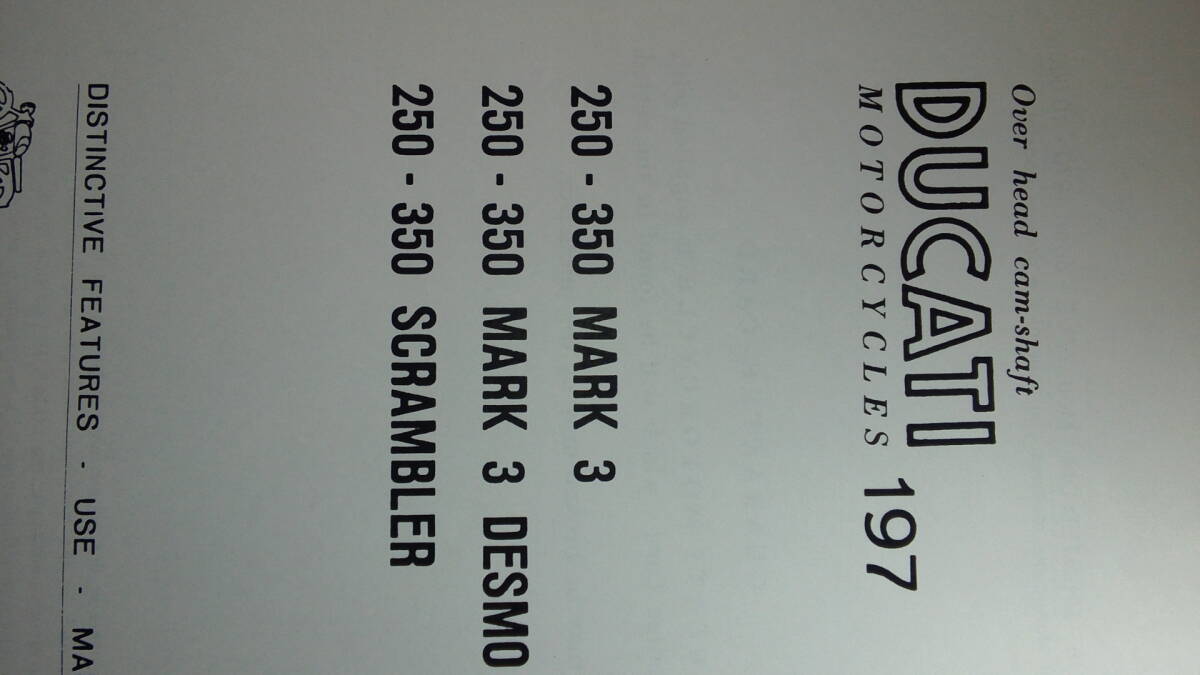 Over head cam-shaft
DUCATI
MOTORCYCLES 197
250 - 350 MARK 3
250 - 350 MARK 3 DESMO
250 - 350 SCRAMBLER
DISTINCTIVE FEATURES - USE - MA